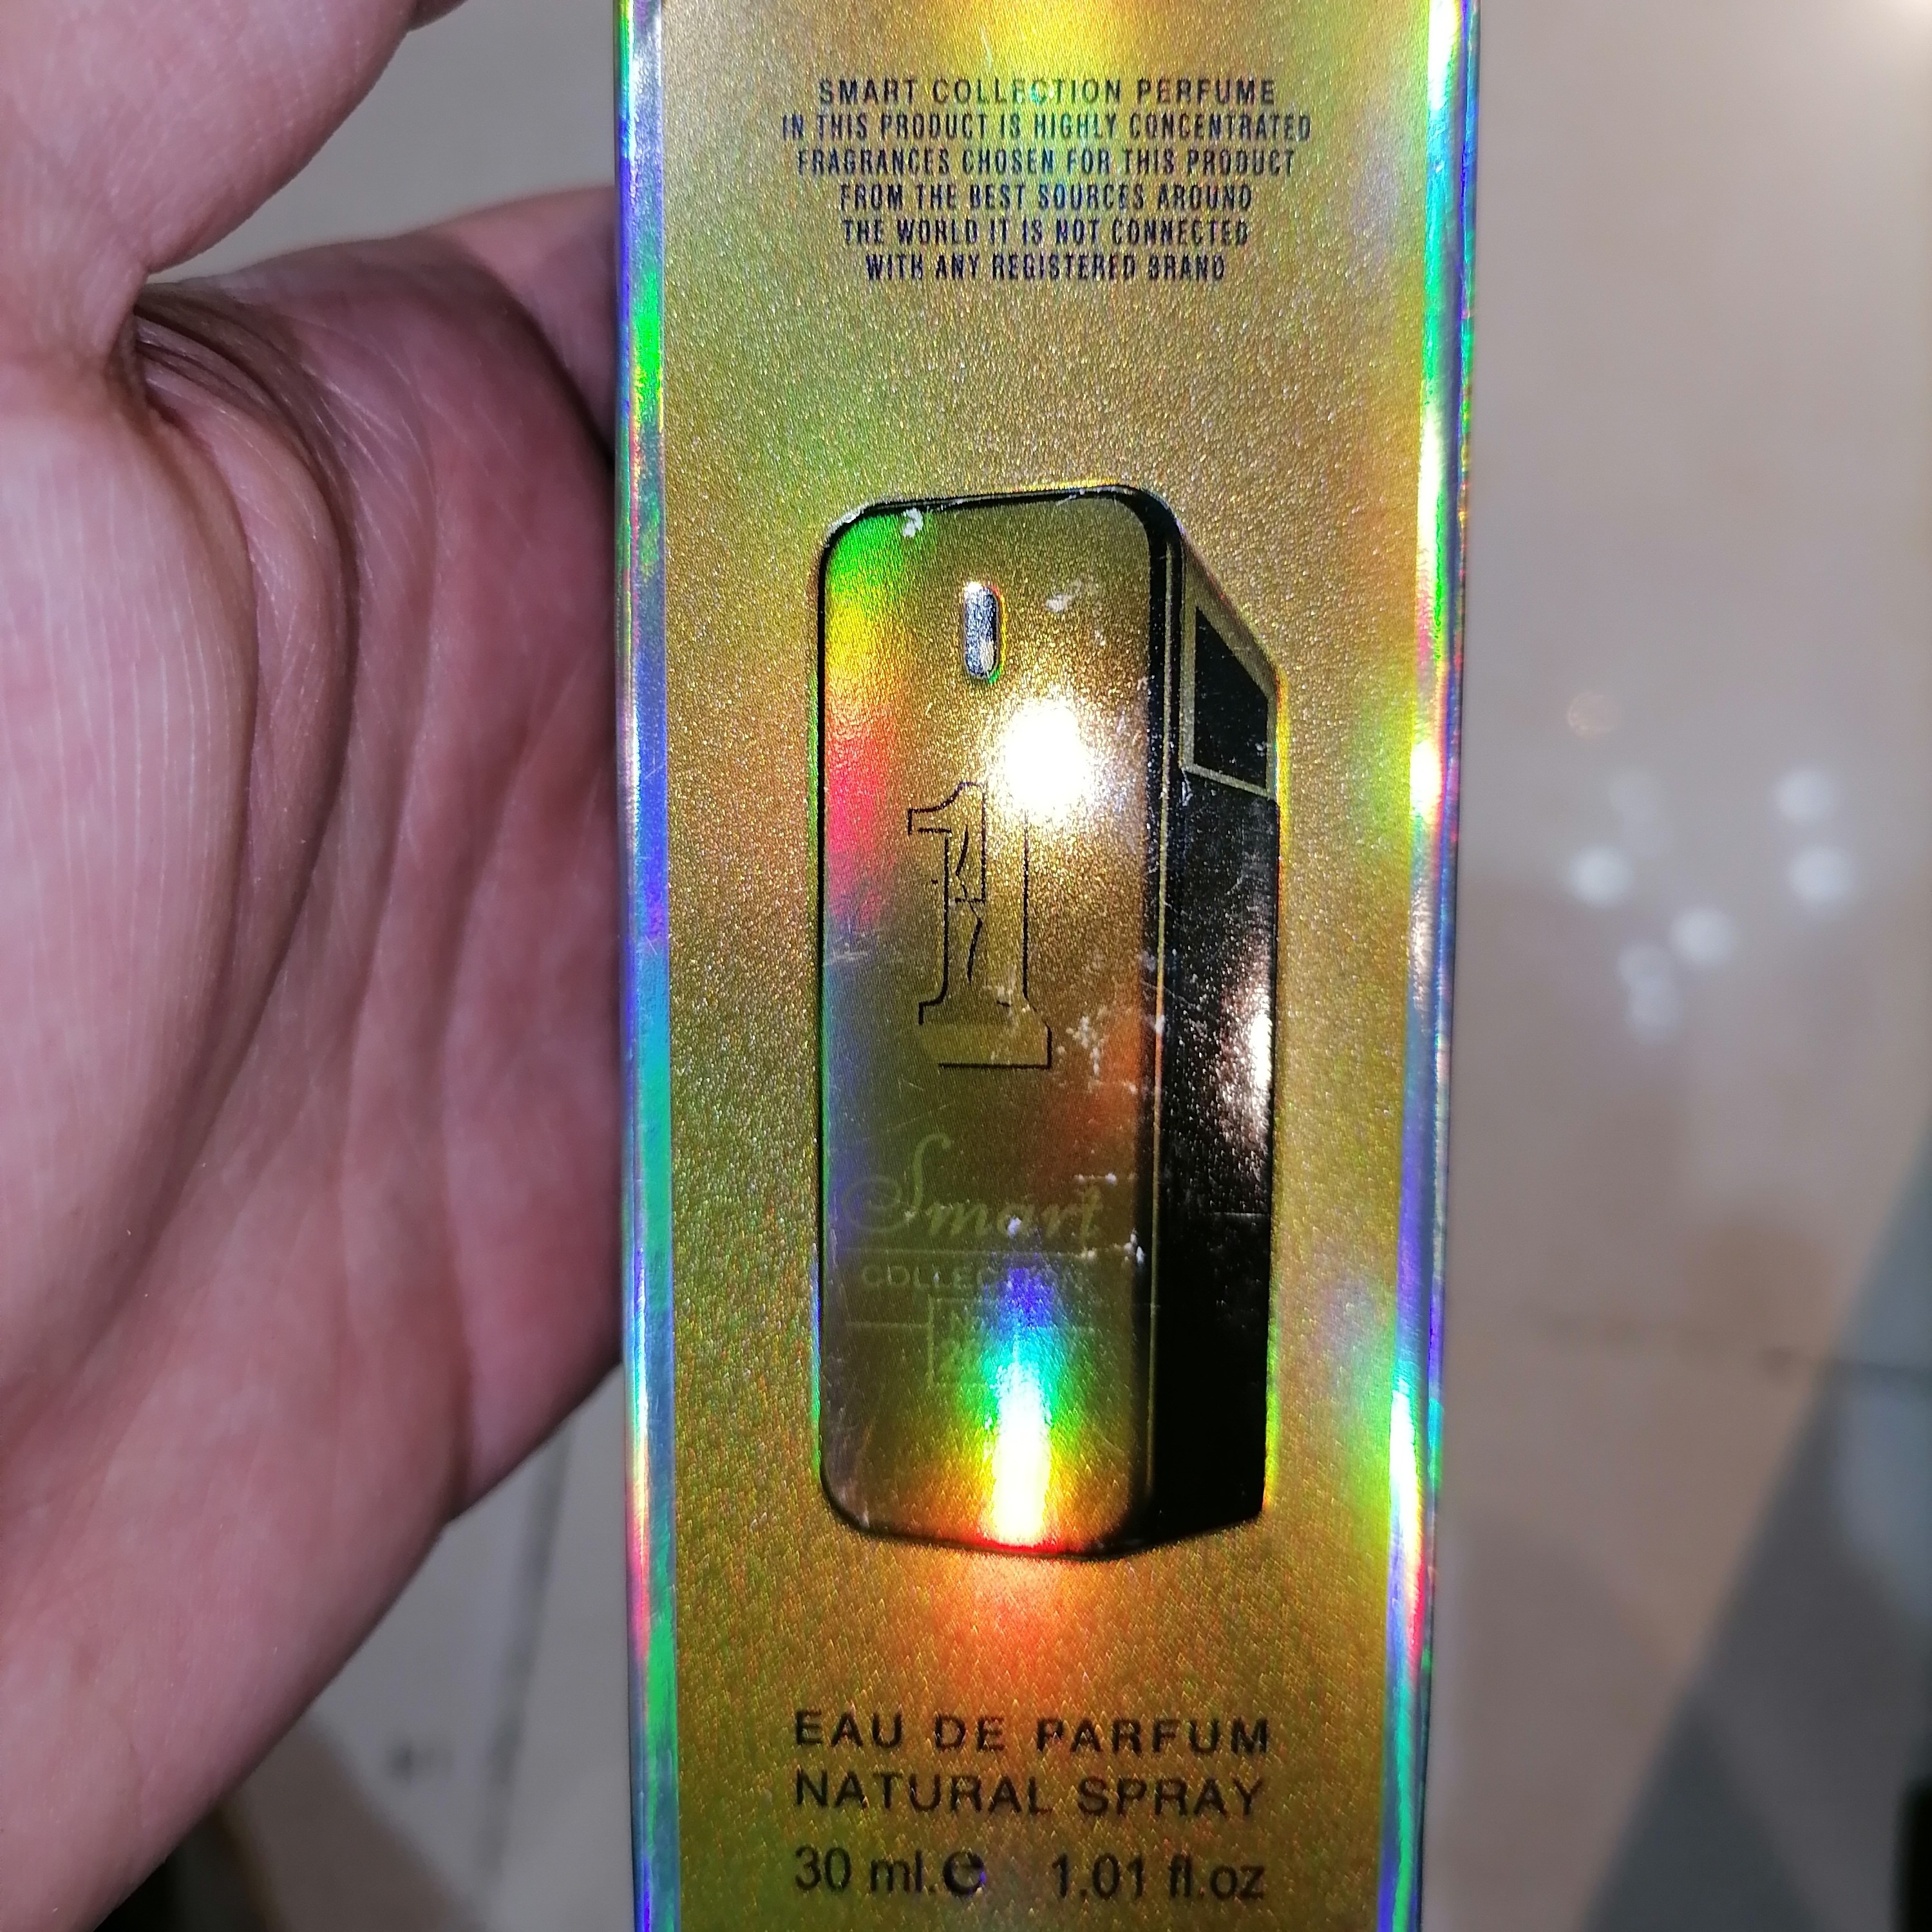 SMART COLLECTION PERFUME
IN THIS PRODUCT IS HIGHLY CONCENTRATED
FRAGRANCES CHOSEN FOR THIS PRODUCT
FROM THE BEST SOURCES AROUND
THE WORLD IT IS NOT CONNECTED
WITH ANY REGISTERED BRAND
1
Smart
COLLECTION
EAU DE PARFUM
NATURAL SPRAY
30 ml.e 1.01 fl.oz